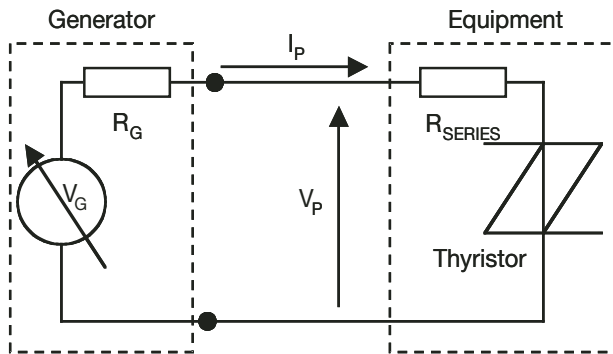 Generator
Equipment
I_P
R_G
R_SERIES
V_G
V_P
Thyristor